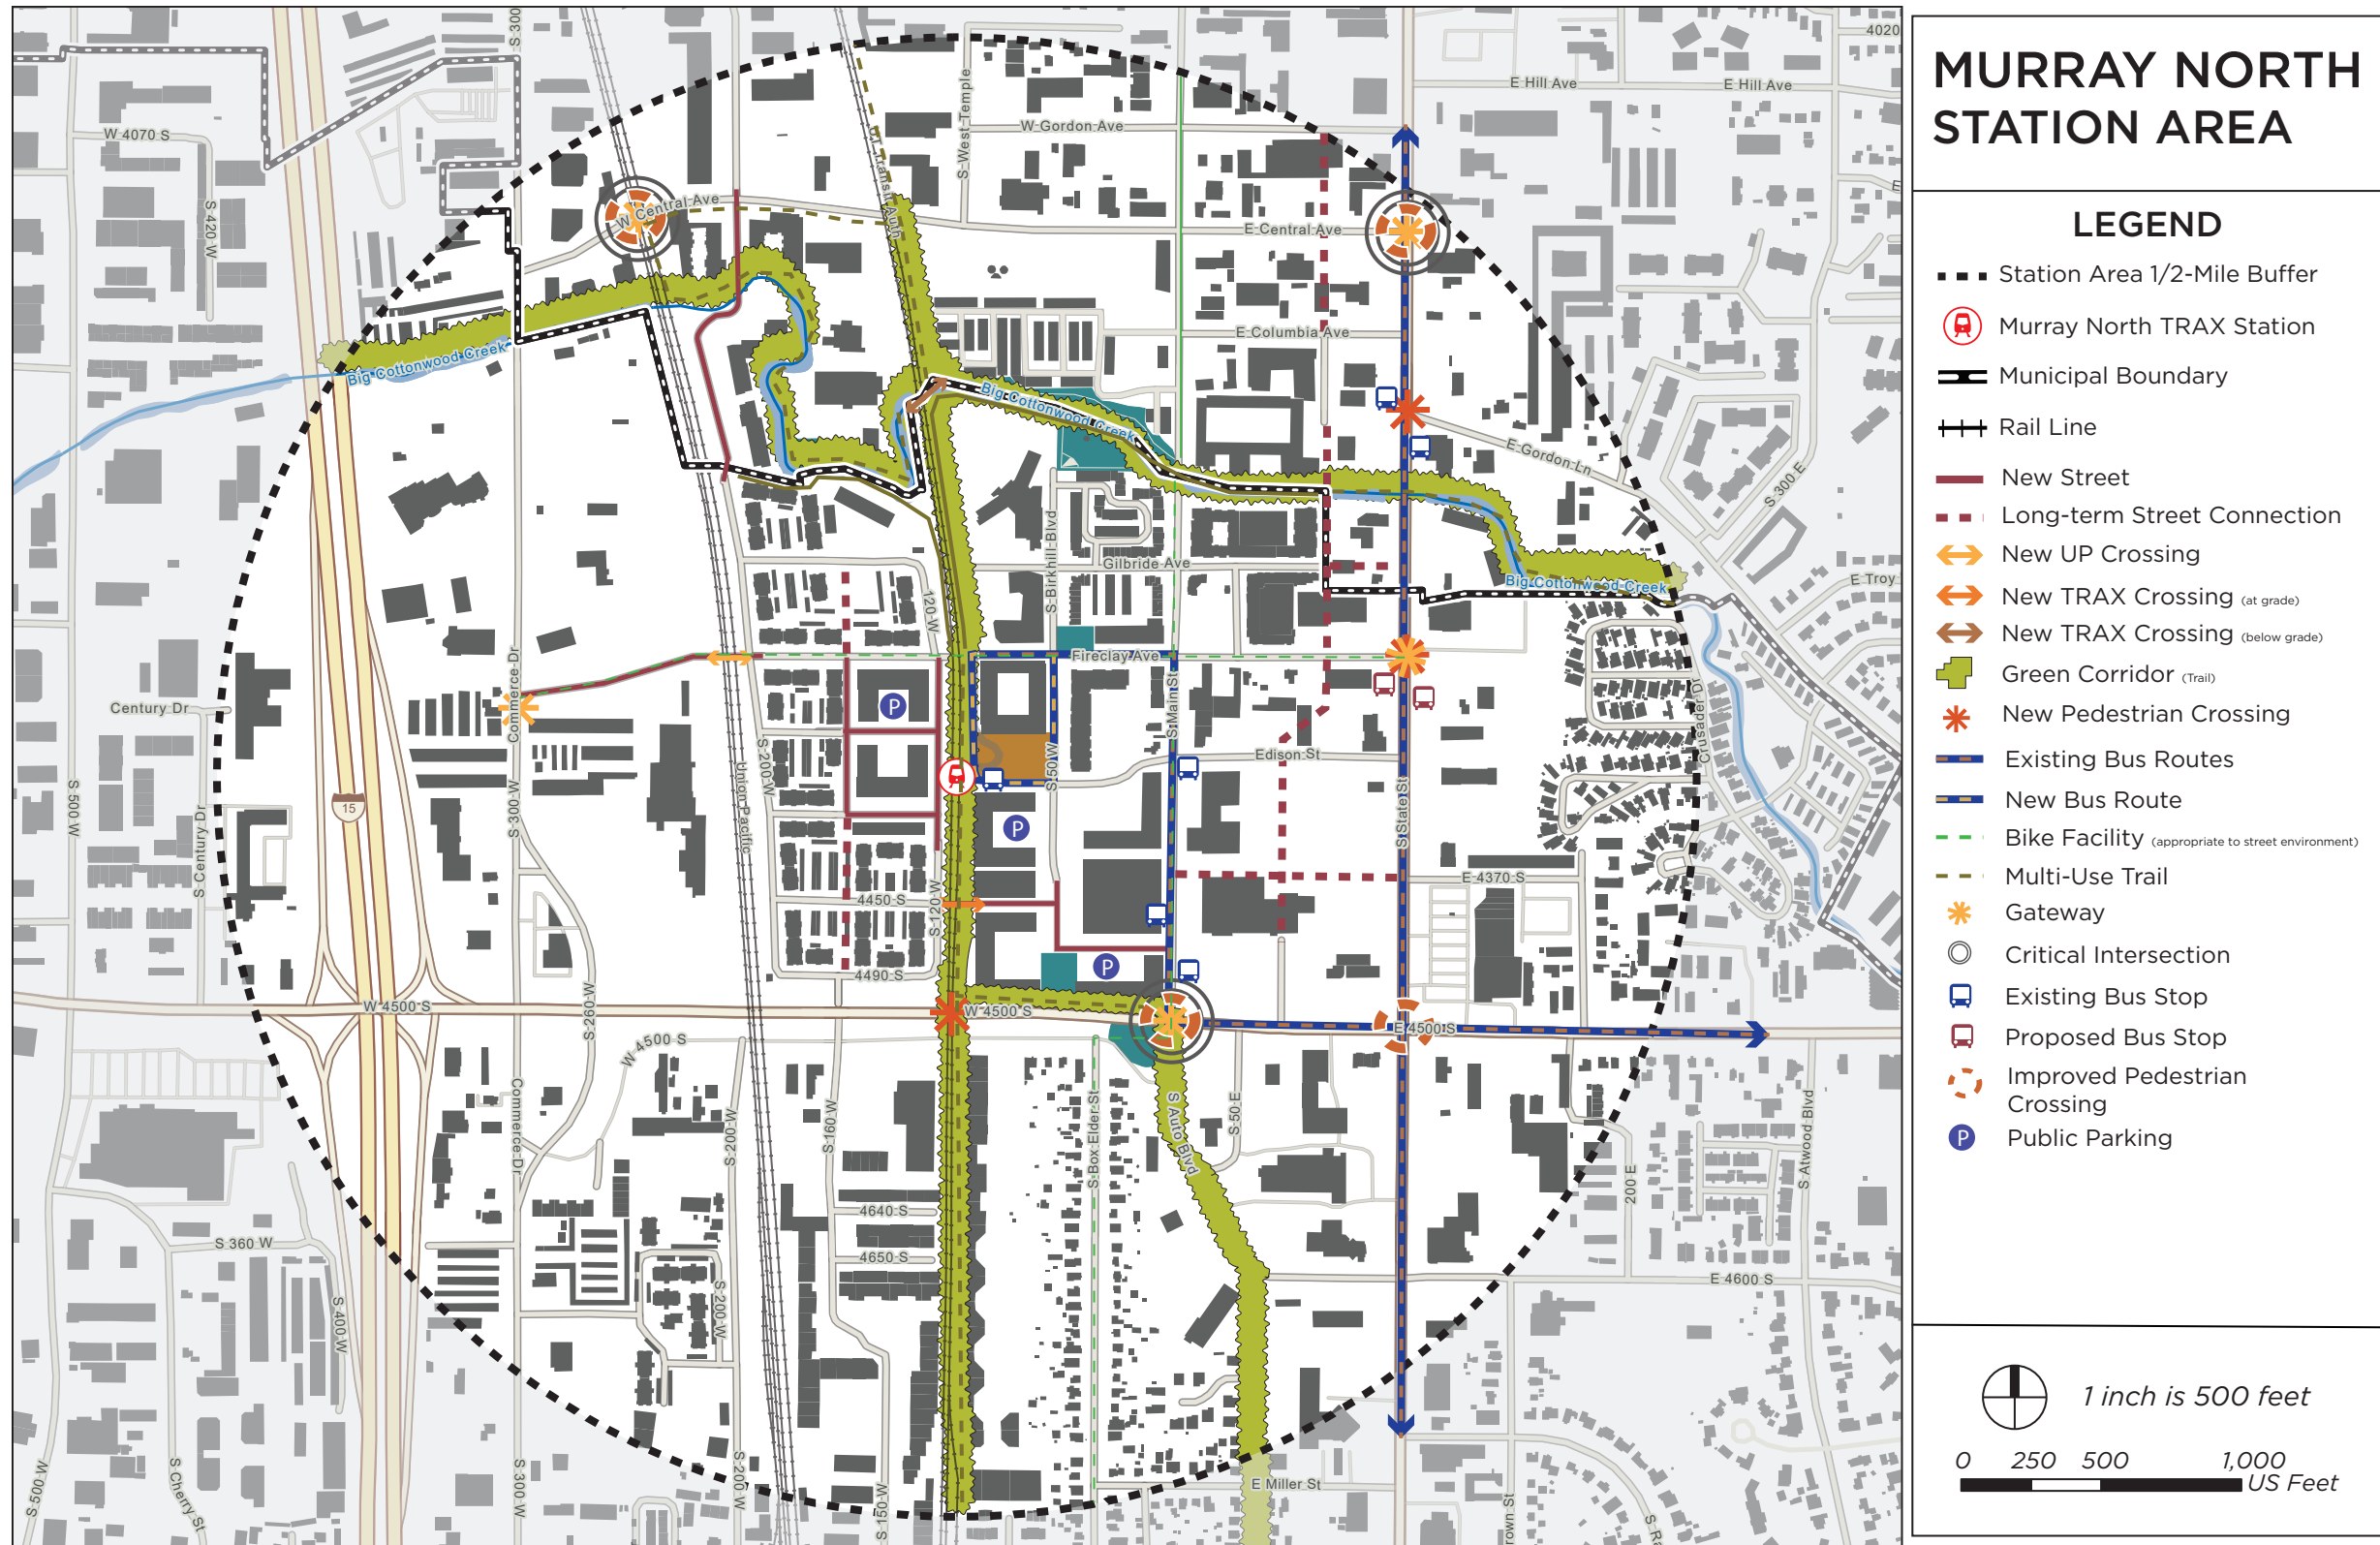 MURRAY NORTH
STATION AREA
LEGEND
Station Area 1/2-Mile Buffer
Murray North TRAX Station
Municipal Boundary
Rail Line
New Street
Long-term Street Connection
New UP Crossing
New TRAX Crossing (at grade)
New TRAX Crossing (below grade)
Green Corridor (Trail)
New Pedestrian Crossing
Existing Bus Routes
New Bus Route
Bike Facility (appropriate to street environment)
Multi-Use Trail
Gateway
Critical Intersection
Existing Bus Stop
Proposed Bus Stop
Improved Pedestrian
Crossing
P Public Parking
1 inch is 500 feet
0 250 500 1,000
US Feet
S 300
4020
E Hill Ave
E Hill Ave
W 4070 S
S West Temple
W Gordon Ave
S 420 W
W Central Ave
E Central Ave
E Columbia Ave
Big Cottonwood Creek
Big Cottonwood Creek
E Gordon Ln
S 300 E
S Birkhill Blvd
Gilbride Ave
Big Cottonwood Creek
E Troy
120 W
Fireclay Ave
Commerce Dr
Century Dr
P
S Main St
Crusader Dr
S 200 W
Union Pacific
S 50 W
Edison St
S State St
15
S 500 W
S Century Dr
S 300 W
P
E 4370 S
4450 S
S 120 W
4490 S
P
W 4500 S
S 260 W
W 4500 S
E 4500 S
W 4500 S
Commerce Dr
S 200 W
S 160 W
S Box Elder St
S Auto Blvd
S 50 E
200 E
S Atwood Blvd
4640 S
4650 S
S 360 W
S 400 W
S 200 W
E 4600 S
S 500 W
S Cherry St
S 300 W
S 200 W
S 150 W
E Miller St
rown St
S Ra